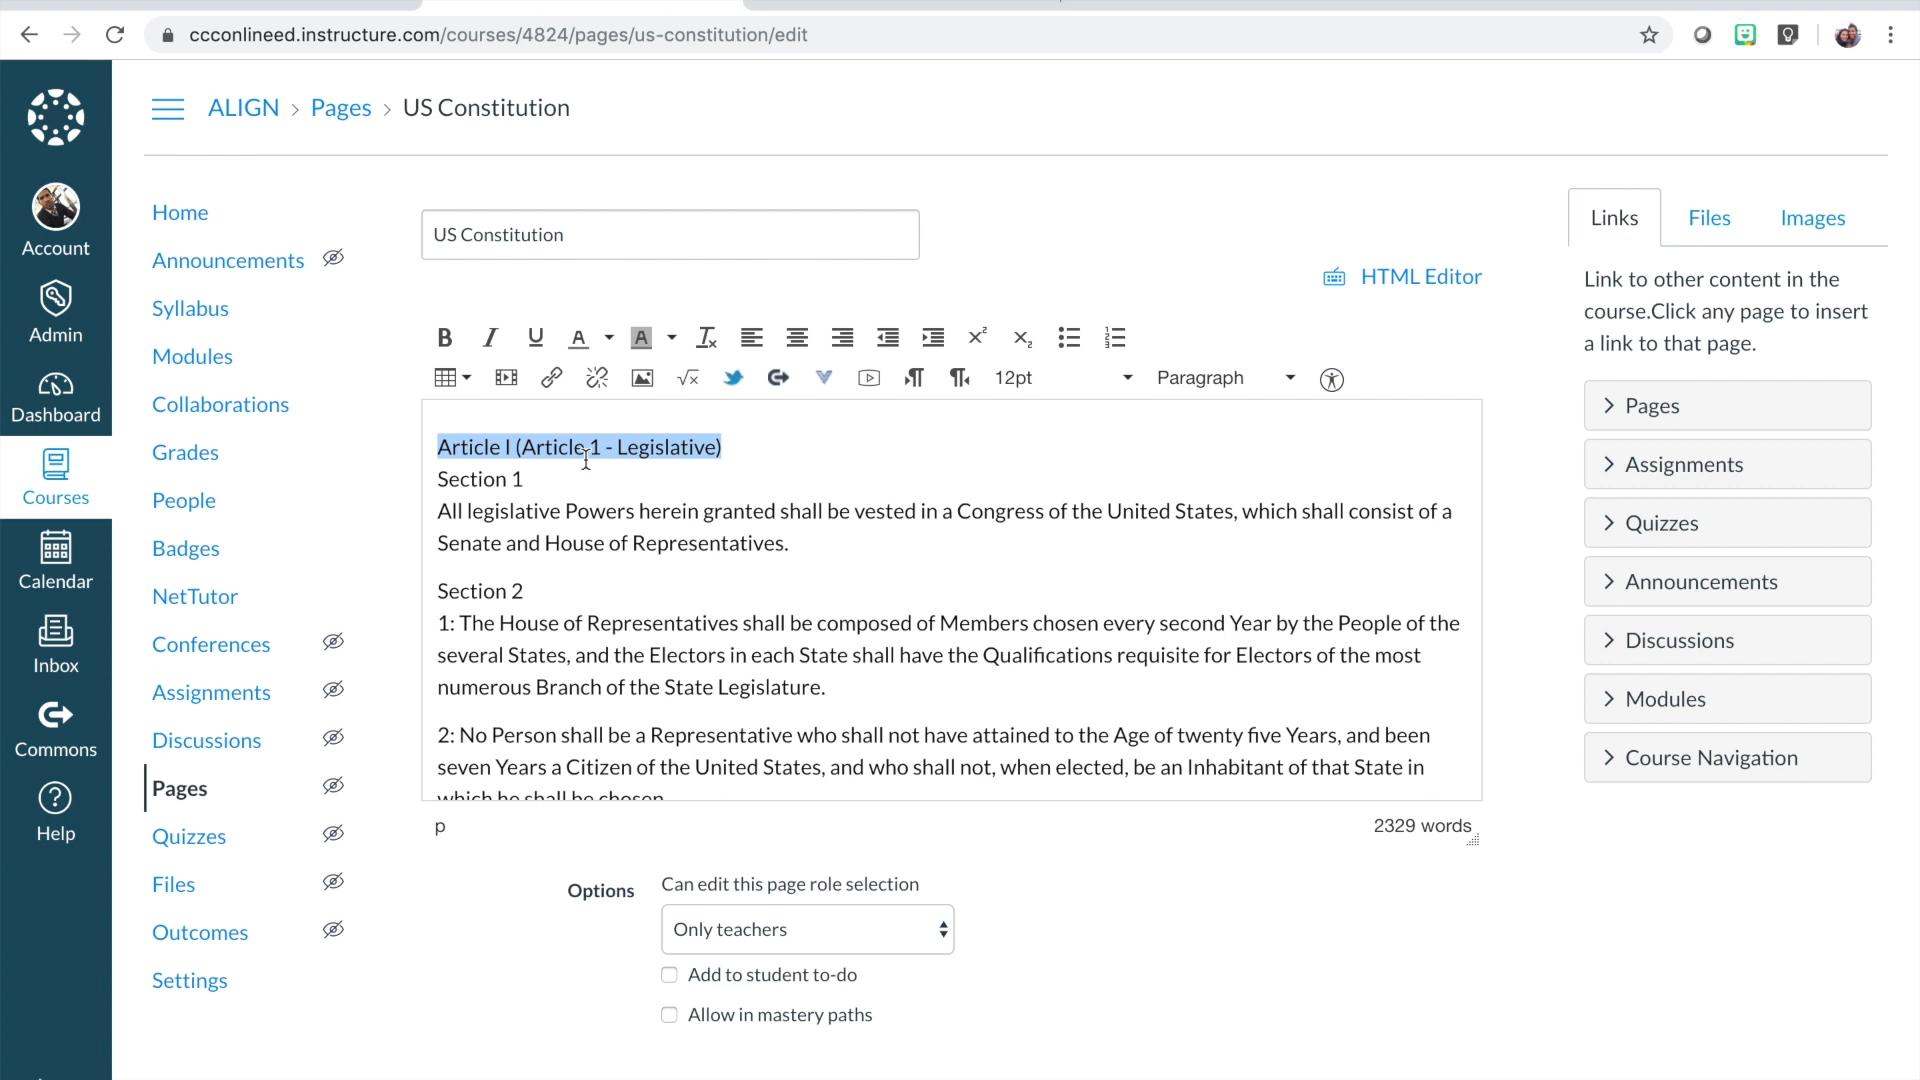 ccconlineed.instructure.com/courses/4824/pages/us-constitution/edit
ALIGN > Pages > US Constitution
Account
Admin
Dashboard
Courses
Calendar
Inbox
Commons
Help
Home
Announcements
Syllabus
Modules
Collaborations
Grades
People
Badges
NetTutor
Conferences
Assignments
Discussions
Pages
Quizzes
Files
Outcomes
Settings
US Constitution
HTML Editor
12pt
Paragraph
Article I (Article 1 - Legislative)
Section 1
All legislative Powers herein granted shall be vested in a Congress of the United States, which shall consist of a
Senate and House of Representatives.
Section 2
1: The House of Representatives shall be composed of Members chosen every second Year by the People of the
several States, and the Electors in each State shall have the Qualifications requisite for Electors of the most
numerous Branch of the State Legislature.
2: No Person shall be a Representative who shall not have attained to the Age of twenty five Years, and been
seven Years a Citizen of the United States, and who shall not, when elected, be an Inhabitant of that State in
which he shall be chosen.
p
2329 words
Options
Can edit this page role selection
Only teachers
Add to student to-do
Allow in mastery paths
Links Files Images
Link to other content in the
course.Click any page to insert
a link to that page.
Pages
Assignments
Quizzes
Announcements
Discussions
Modules
Course Navigation